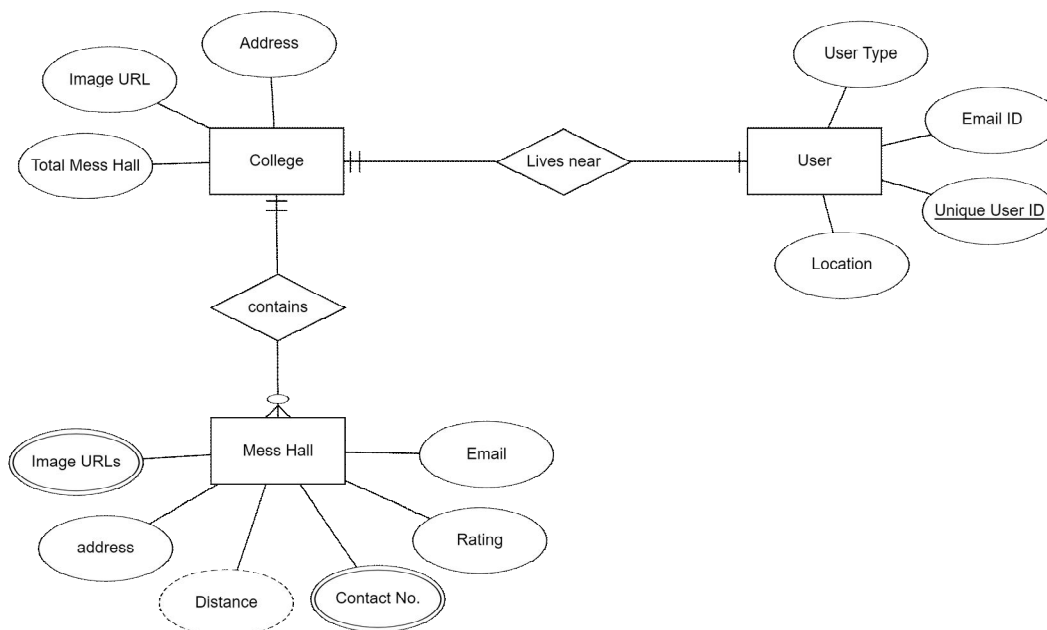 Address
User Type
Image URL
Email ID
Total Mess Hall
College
Lives near
User
Unique User ID
Location
contains
Image URLs
Mess Hall
Email
address
Rating
Distance
Contact No.